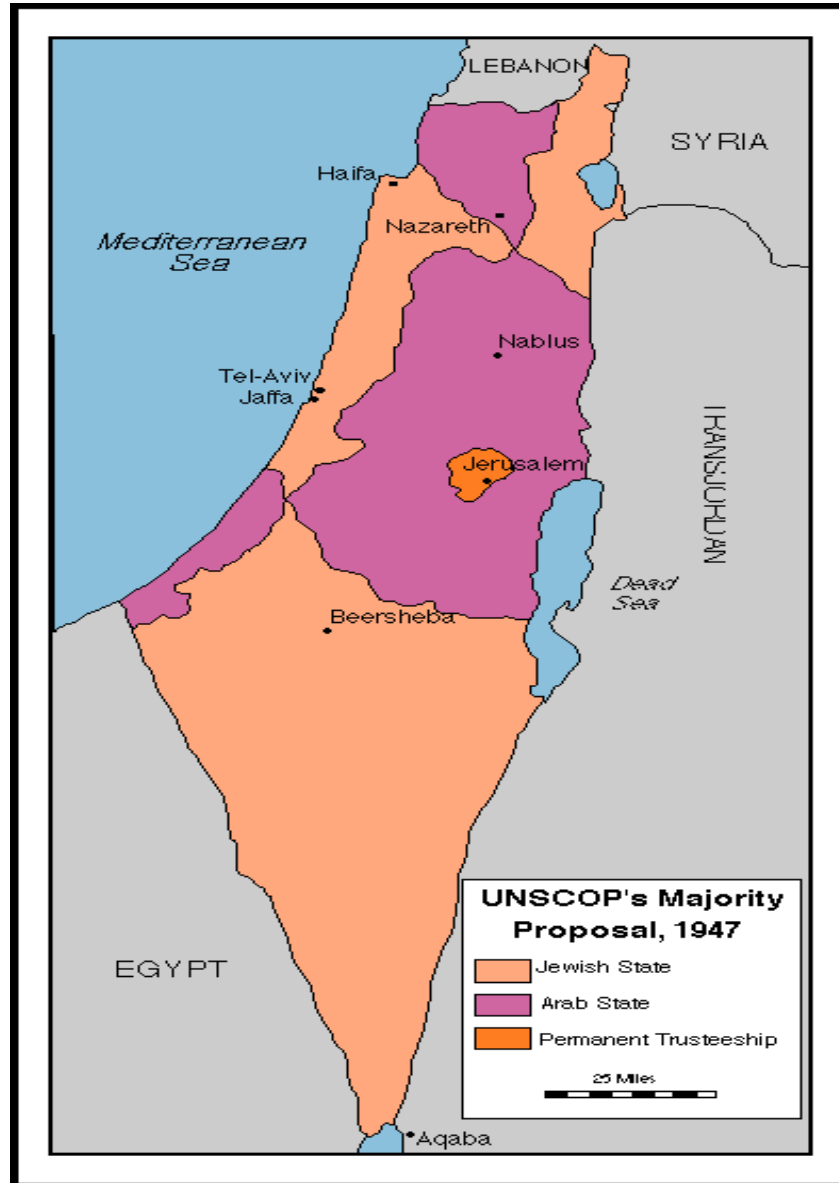 LEBANON
SYRIA
Haifa
Nazareth
Mediterranean
Sea
Nablus
Tel-Aviv
Jaffa
TRANSJORDAN
Jerusalem
Dead
Sea
Beersheba
EGYPT
UNSCOP's Majority
Proposal, 1947
Jewish State
Arab State
Permanent Trusteeship
25 Miles
Aqaba